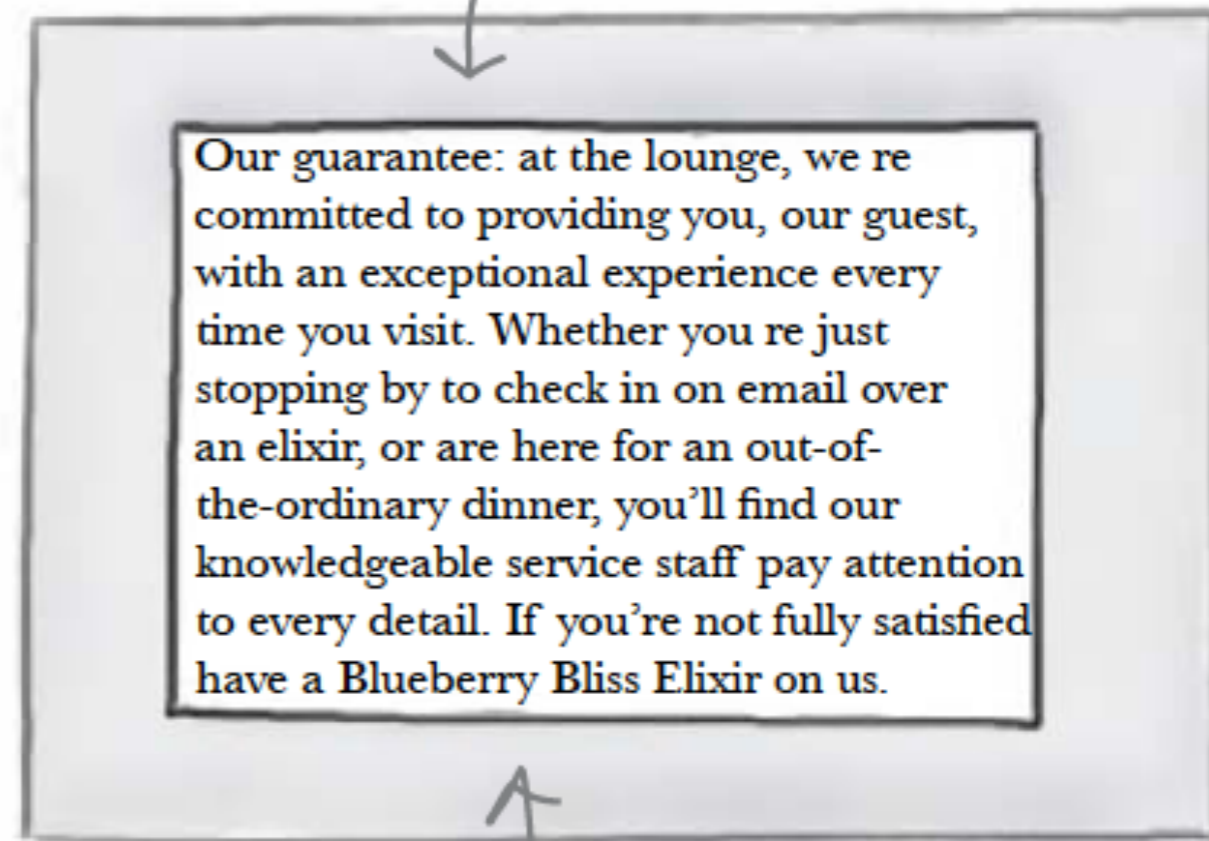 Our guarantee: at the lounge, we re
committed to providing you, our guest,
with an exceptional experience every
time you visit. Whether you re just
stopping by to check in on email over
an elixir, or are here for an out-of-
the-ordinary dinner, you’ll find our
knowledgeable service staff pay attention
to every detail. If you’re not fully satisfied
have a Blueberry Bliss Elixir on us.